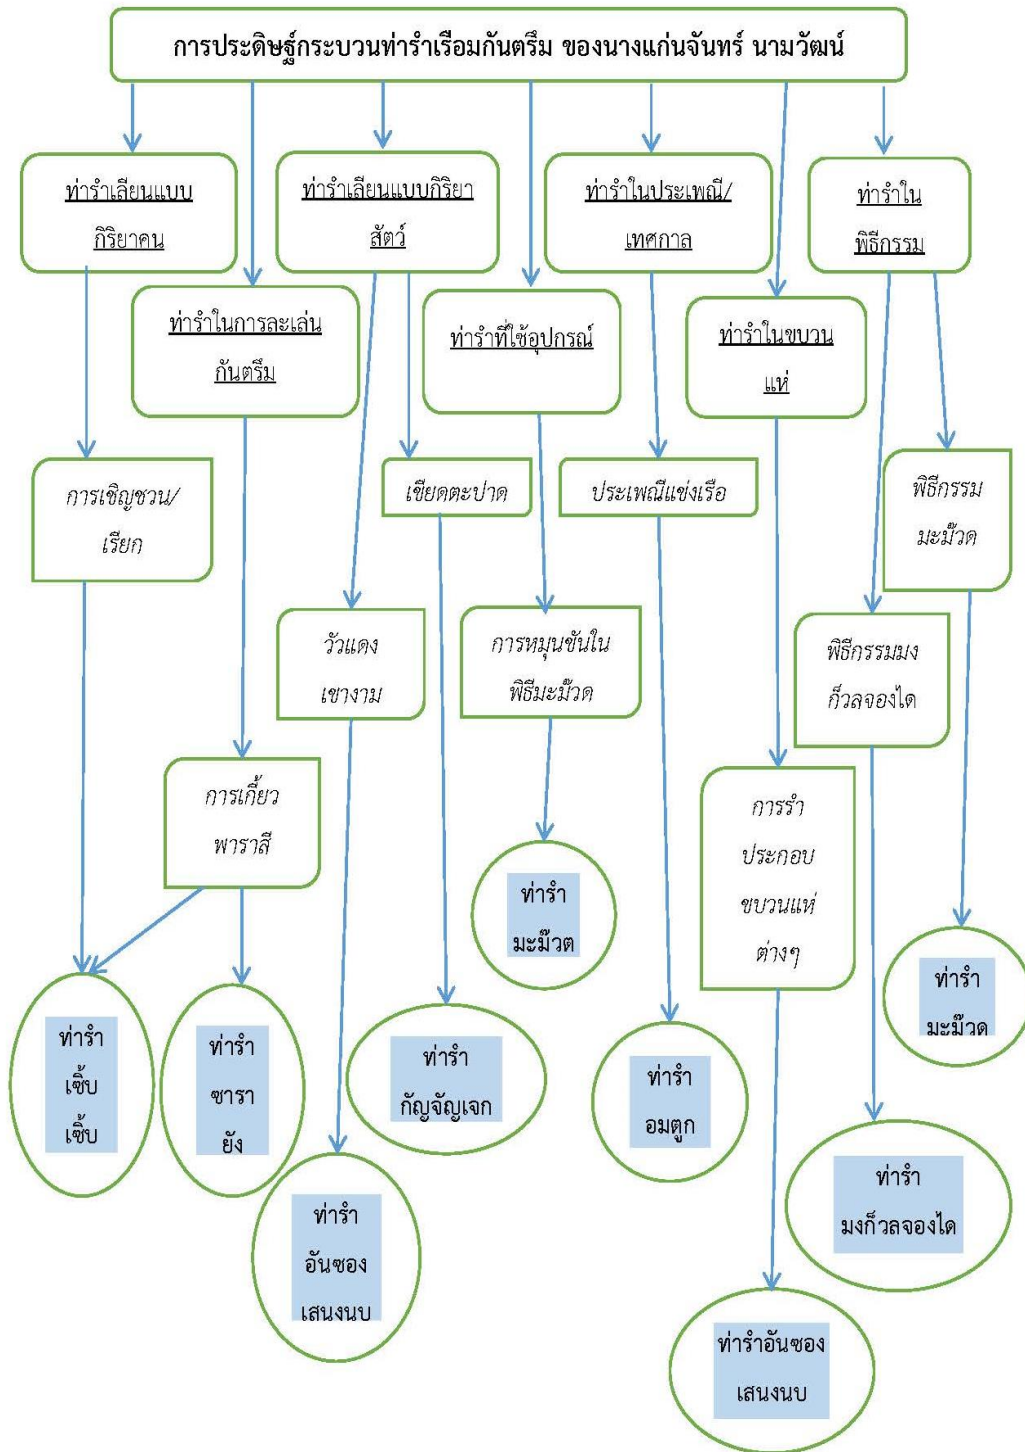 การประดิษฐ์กระบวนท่ารำเรือมกันตรึม ของนางแก่นจันทร์ นามวัฒน์
ท่ารำเลียนแบบ
กิริยาคน
ท่ารำเลียนแบบกิริยา
สัตว์
ท่ารำในประเพณี/
เทศกาล
ท่ารำใน
พิธีกรรม
ท่ารำในการละเล่น
กันตรึม
ท่ารำที่ใช้อุปกรณ์
ท่ารำในขบวน
แห่
การเชิญชวน/
เรียก
เขียดตะปาด
ประเพณีแข่งเรือ
พิธีกรรม
มะม๊วด
วัวแดง
เขางาม
การหมุนขันใน
พิธีมะม๊วด
พิธีกรรมมง
ก็วลจองได
การเกี้ยว
พาราสี
การรำ
ประกอบ
ขบวนแห่
ต่างๆ
ท่ารำ
มะม๊วต
ท่ารำ
มะม๊วด
ท่ารำ
เซิ้บ
เซิ้บ
ท่ารำ
ซารา
ยัง
ท่ารำ
กัญจัญเจก
ท่ารำ
อมตูก
ท่ารำ
มงก็วลจองได
ท่ารำ
อันซอง
เสนงนบ
ท่ารำอันซอง
เสนงนบ